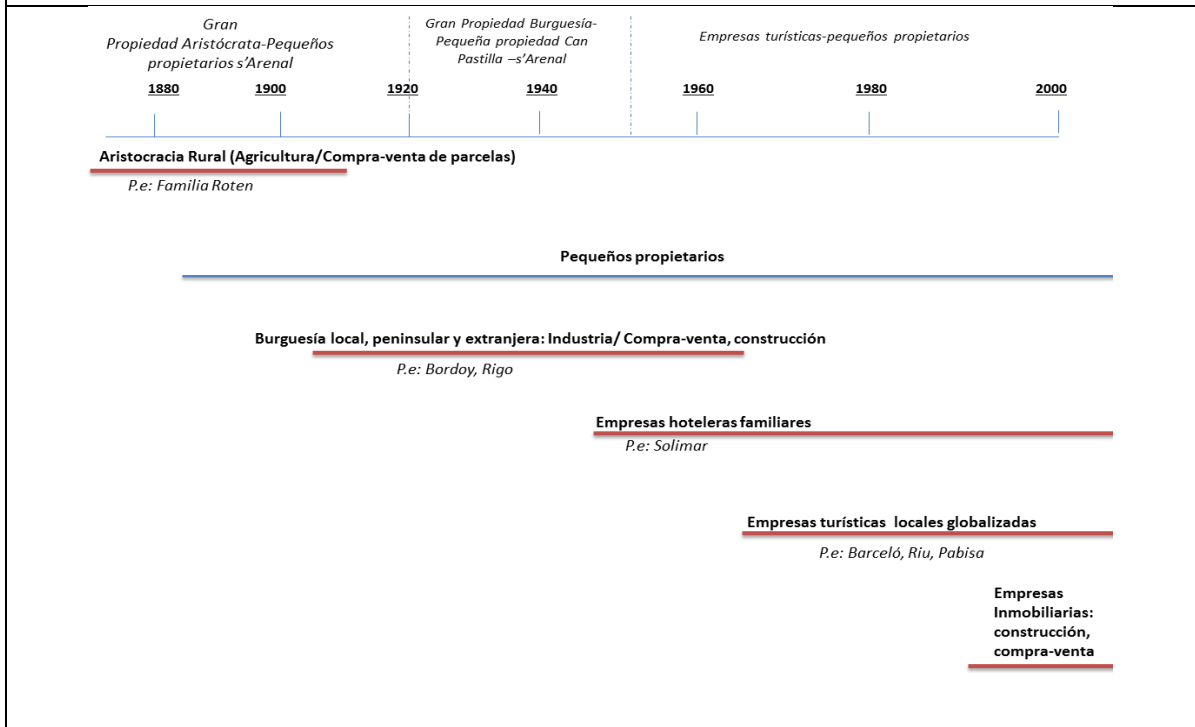 Gran
Propiedad Aristócrata-Pequeños
propietarios s'Arenal
Gran Propiedad Burguesía-
Pequeña propiedad Can
Pastilla –s'Arenal
Empresas turísticas-pequeños propietarios
1880 1900 1920 1940 1960 1980 2000
Aristocracia Rural (Agricultura/Compra-venta de parcelas)
P.e: Familia Roten
Pequeños propietarios
Burguesía local, peninsular y extranjera: Industria/ Compra-venta, construcción
P.e: Bordoy, Rigo
Empresas hoteleras familiares
P.e: Solimar
Empresas turísticas locales globalizadas
P.e: Barceló, Riu, Pabisa
Empresas
Inmobiliarias:
construcción,
compra-venta